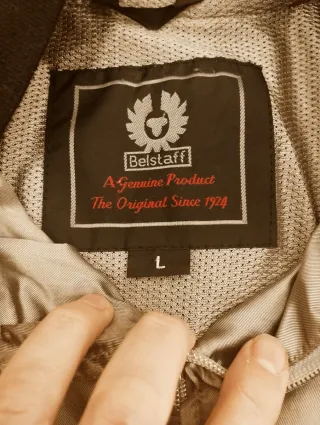 Belstaff
A Genuine Product
The Original Since 1924
L